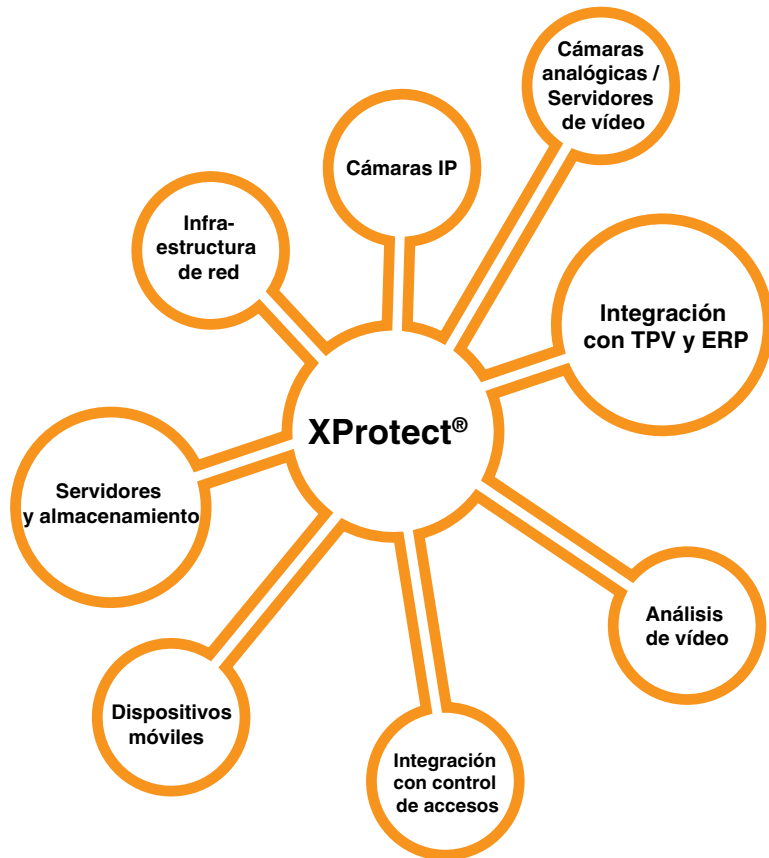 Cámaras
analógicas /
Servidores
de vídeo
Cámaras IP
Infra-
estructura
de red
Integración
con TPV y ERP
XProtect®
Servidores
y almacenamiento
Análisis
de vídeo
Dispositivos
móviles
Integración
con control
de accesos